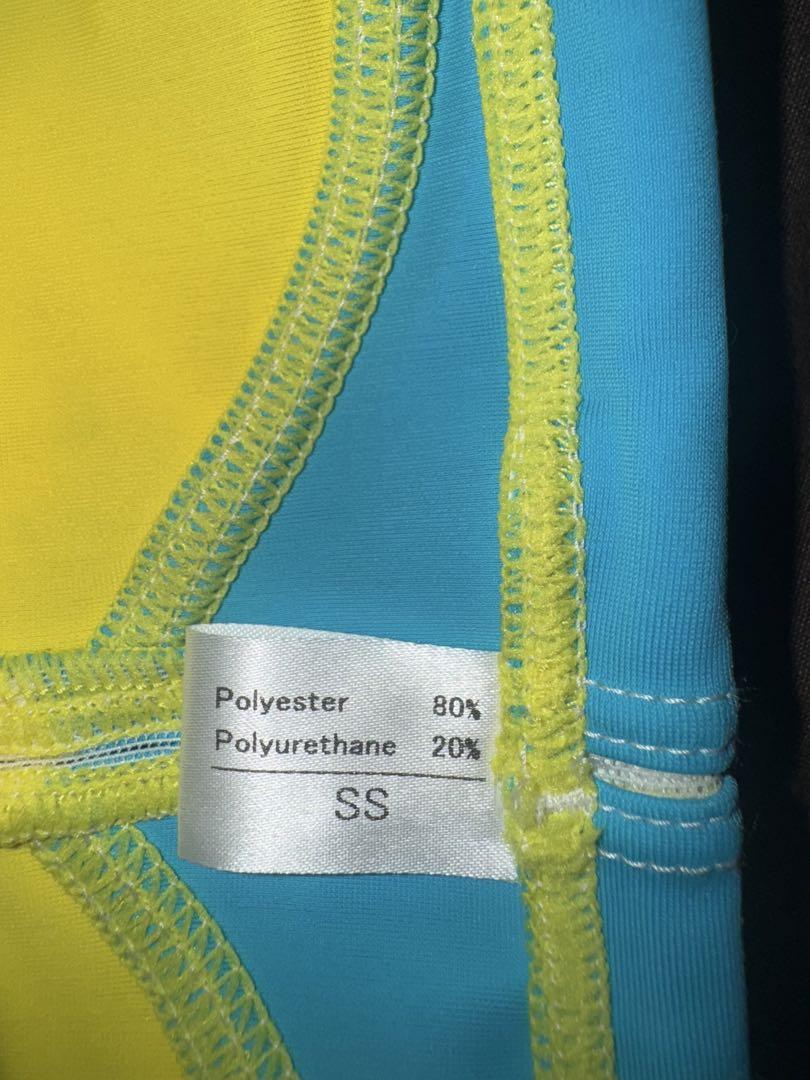 Polyester 80%
Polyurethane 20%
SS